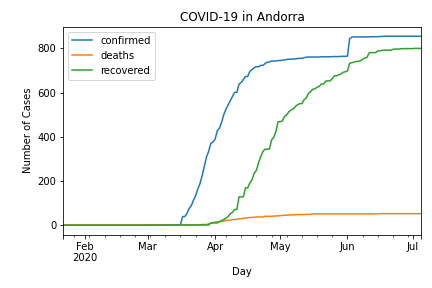 COVID-19 in Andorra
confirmed
deaths
recovered
Number of Cases
800
600
400
200
0
Feb
2020
Mar
Apr
May
Jun
Jul
Day